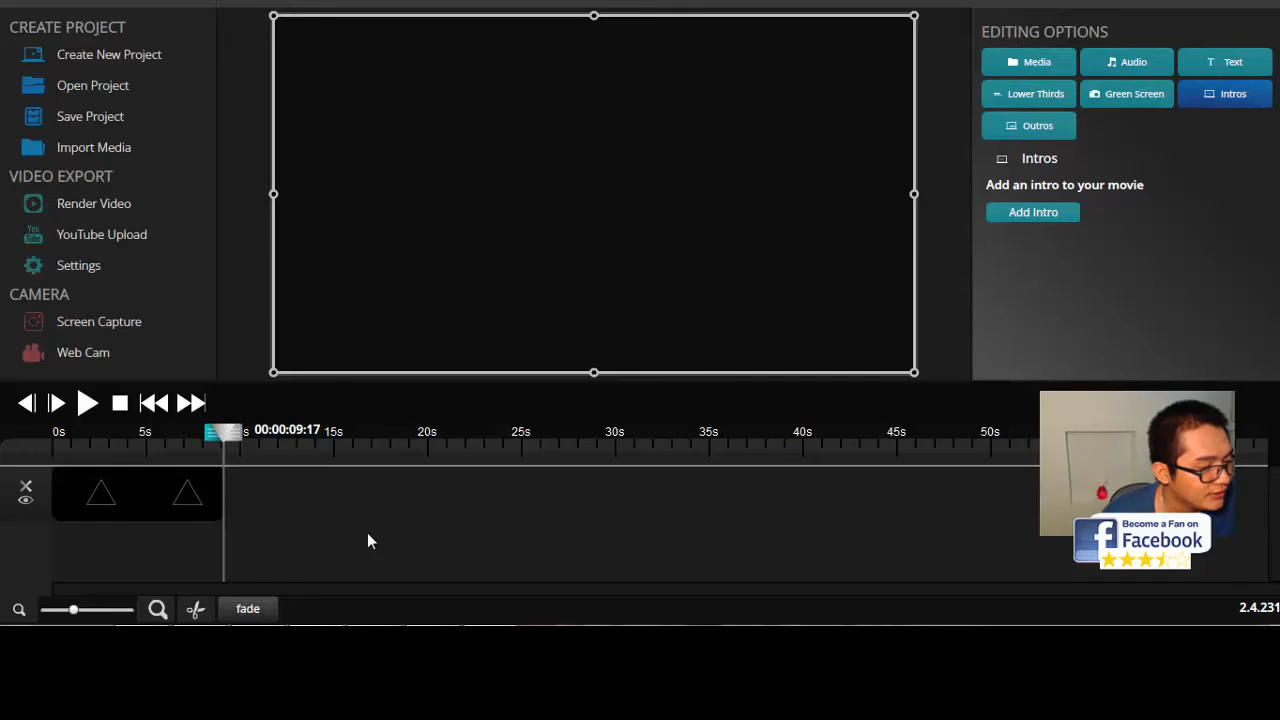 CREATE PROJECT
Create New Project
Open Project
Save Project
Import Media
VIDEO EXPORT
Render Video
You Tube YouTube Upload
Settings
CAMERA
Screen Capture
Web Cam
EDITING OPTIONS
Media
Audio
T Text
Lower Thirds
Green Screen
Intros
Outros
Intros
Add an intro to your movie
Add Intro
0s 5s s 00:00:09:17 15s 20s 25s 30s 35s 40s 45s 50s
f Become a Fan on
Facebook
fade
2.4.231